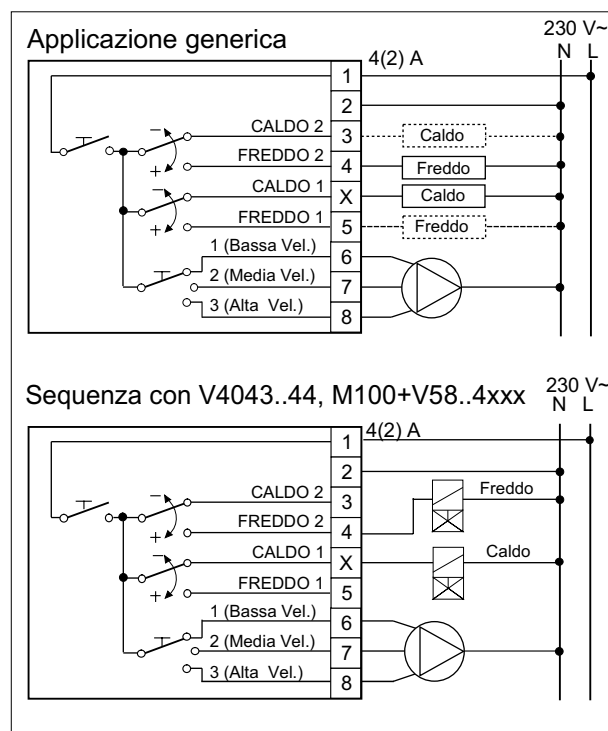 Applicazione generica
230 V~
N L
4(2) A
1
2
CALDO 2 3 Caldo
FREDDO 2 4 Freddo
CALDO 1 X Caldo
FREDDO 1 5 Freddo
1 (Bassa Vel.) 6
2 (Media Vel.) 7
3 (Alta Vel.) 8
- +
- +
Sequenza con V4043..44, M100+V58..4xxx
230 V~
N L
4(2) A
1
2
CALDO 2 3 Freddo
FREDDO 2 4
CALDO 1 X Caldo
FREDDO 1 5
1 (Bassa Vel.) 6
2 (Media Vel.) 7
3 (Alta Vel.) 8
- +
- +